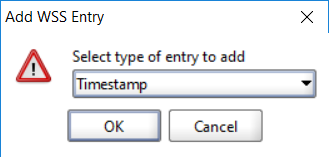 Add WSS Entry
Select type of entry to add
Timestamp
OK Cancel